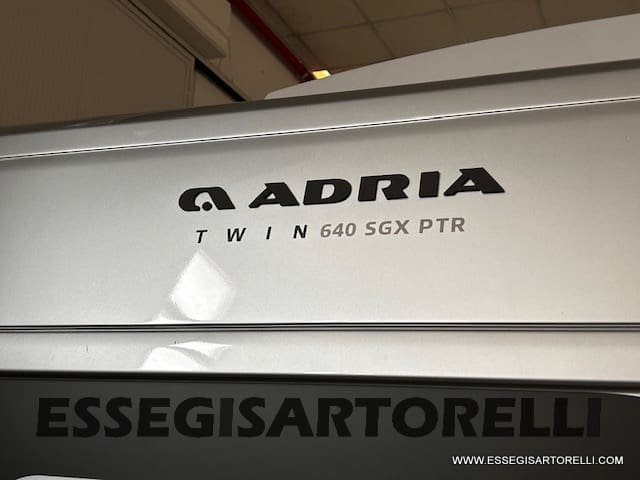 ADRIA
TWIN 640 SGX PTR
ESSEGISARTORELLI
WWW.ESSEGISARTORELLI.COM